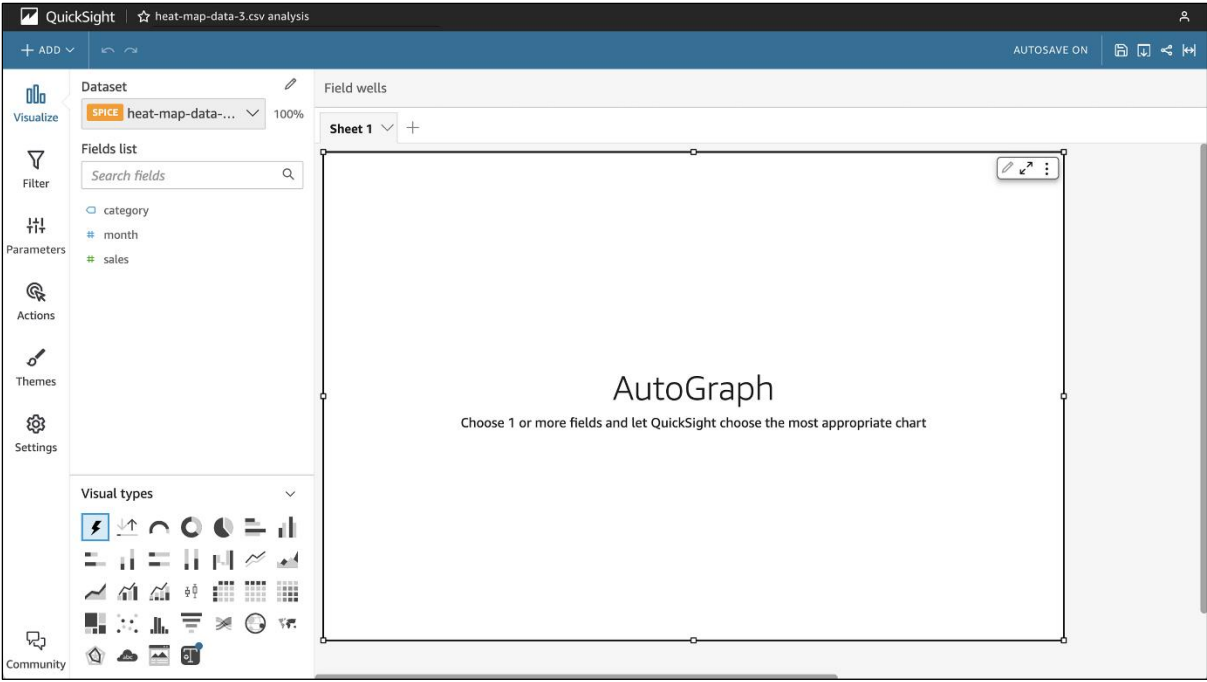 QuickSight heat-map-data-3.csv analysis
ADD AUTOSAVE ON
Visualize
Filter
Parameters
Actions
Themes
Settings
Community
Dataset
SPICE heat-map-data-... 100%
Fields list
Search fields
category
# month
# sales
Visual types
abc
Field wells
Sheet 1
AutoGraph
Choose 1 or more fields and let QuickSight choose the most appropriate chart